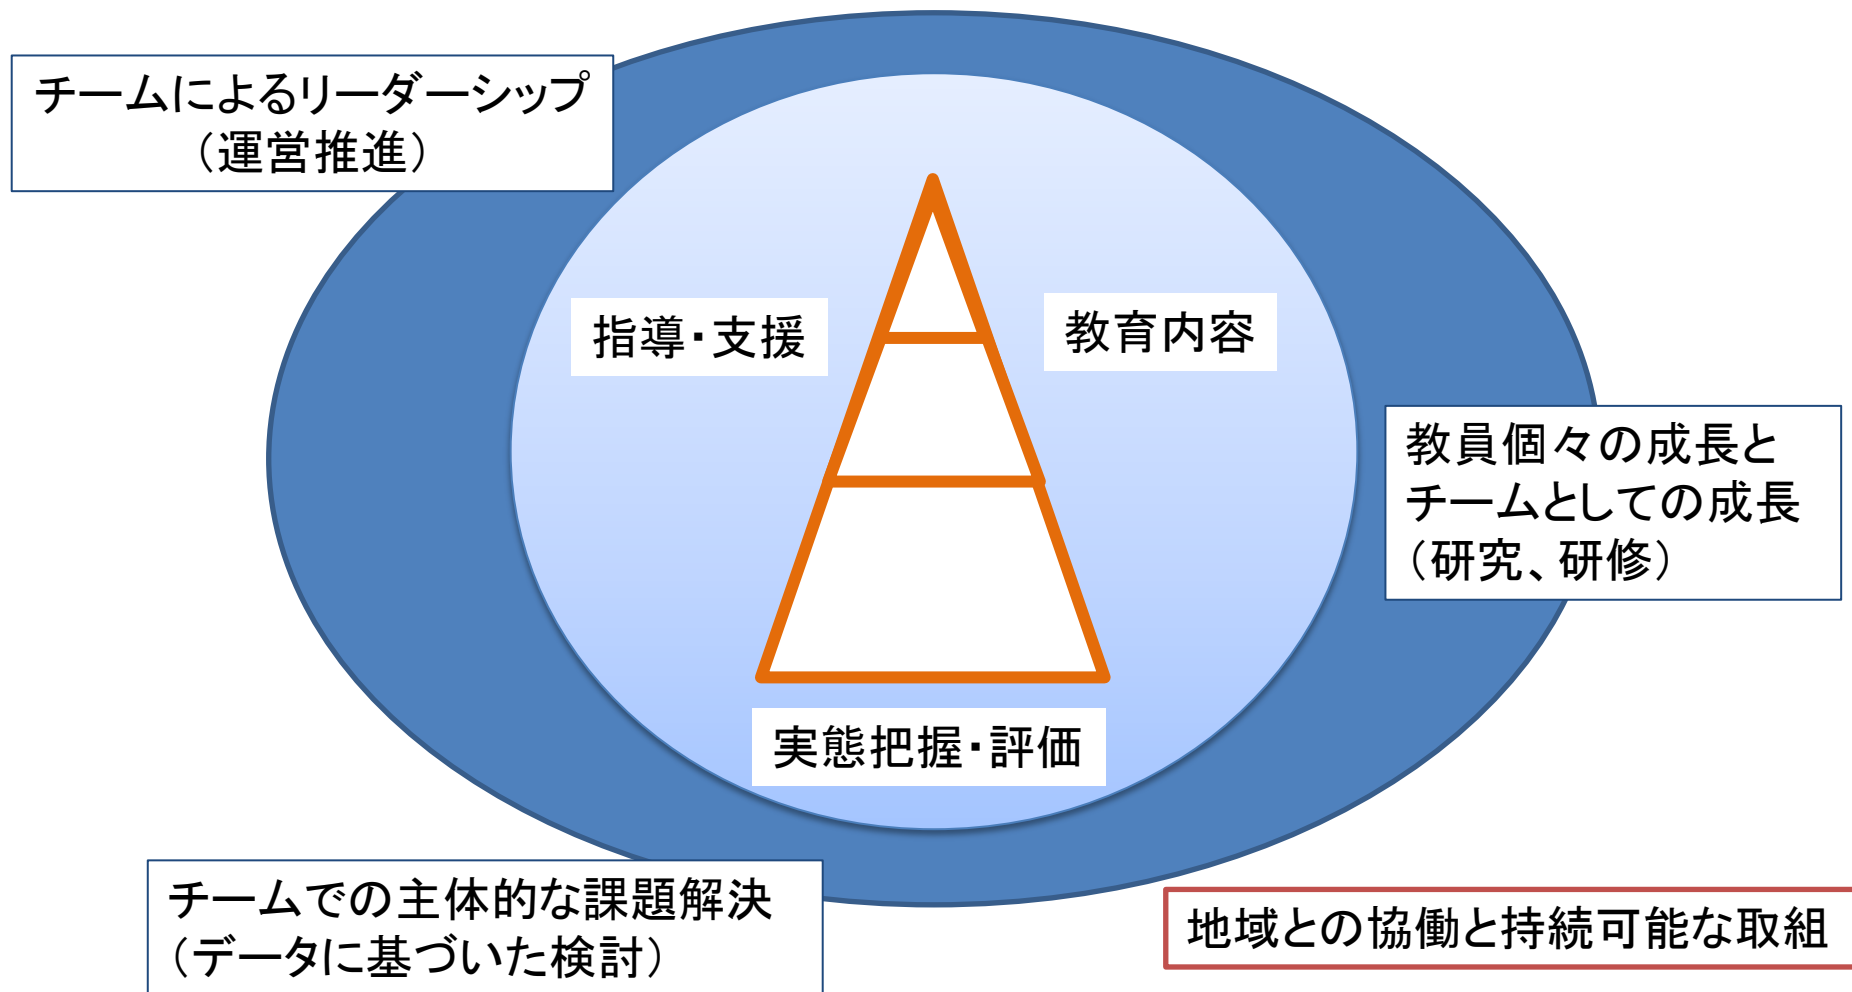 チームによるリーダーシップ
（運営推進）
指導・支援
教育内容
教員個々の成長と
チームとしての成長
（研究、研修）
実態把握・評価
チームでの主体的な課題解決
（データに基づいた検討）
地域との協働と持続可能な取組